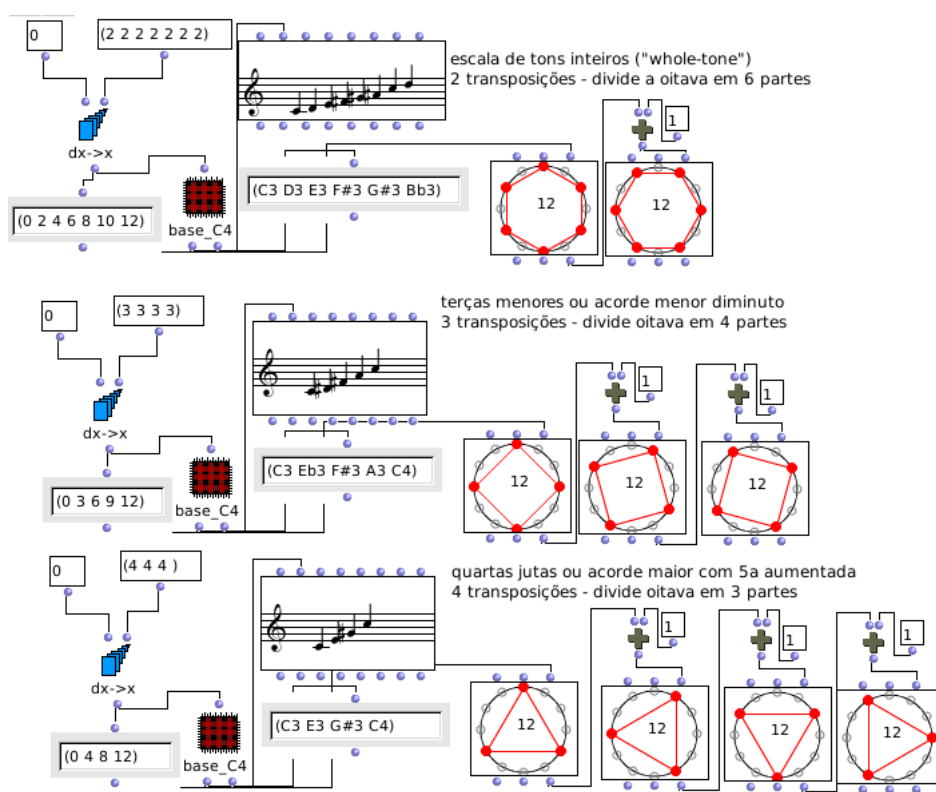 0
(2 2 2 2 2 2 2)
escala de tons inteiros ("whole-tone")
2 transposições - divide a oitava em 6 partes
1
dx->x
(C3 D3 E3 F#3 G#3 Bb3)
12
12
(0 2 4 6 8 10 12)
base_C4
0
(3 3 3 3)
terças menores ou acorde menor diminuto
3 transposições - divide oitava em 4 partes
1
1
dx->x
(C3 Eb3 F#3 A3 C4)
12
12
12
(0 3 6 9 12)
base_C4
0
(4 4 4 )
quartas jutas ou acorde maior com 5a aumentada
4 transposições - divide oitava em 3 partes
1
1
1
dx->x
(C3 E3 G#3 C4)
12
12
12
12
(0 4 8 12)
base_C4